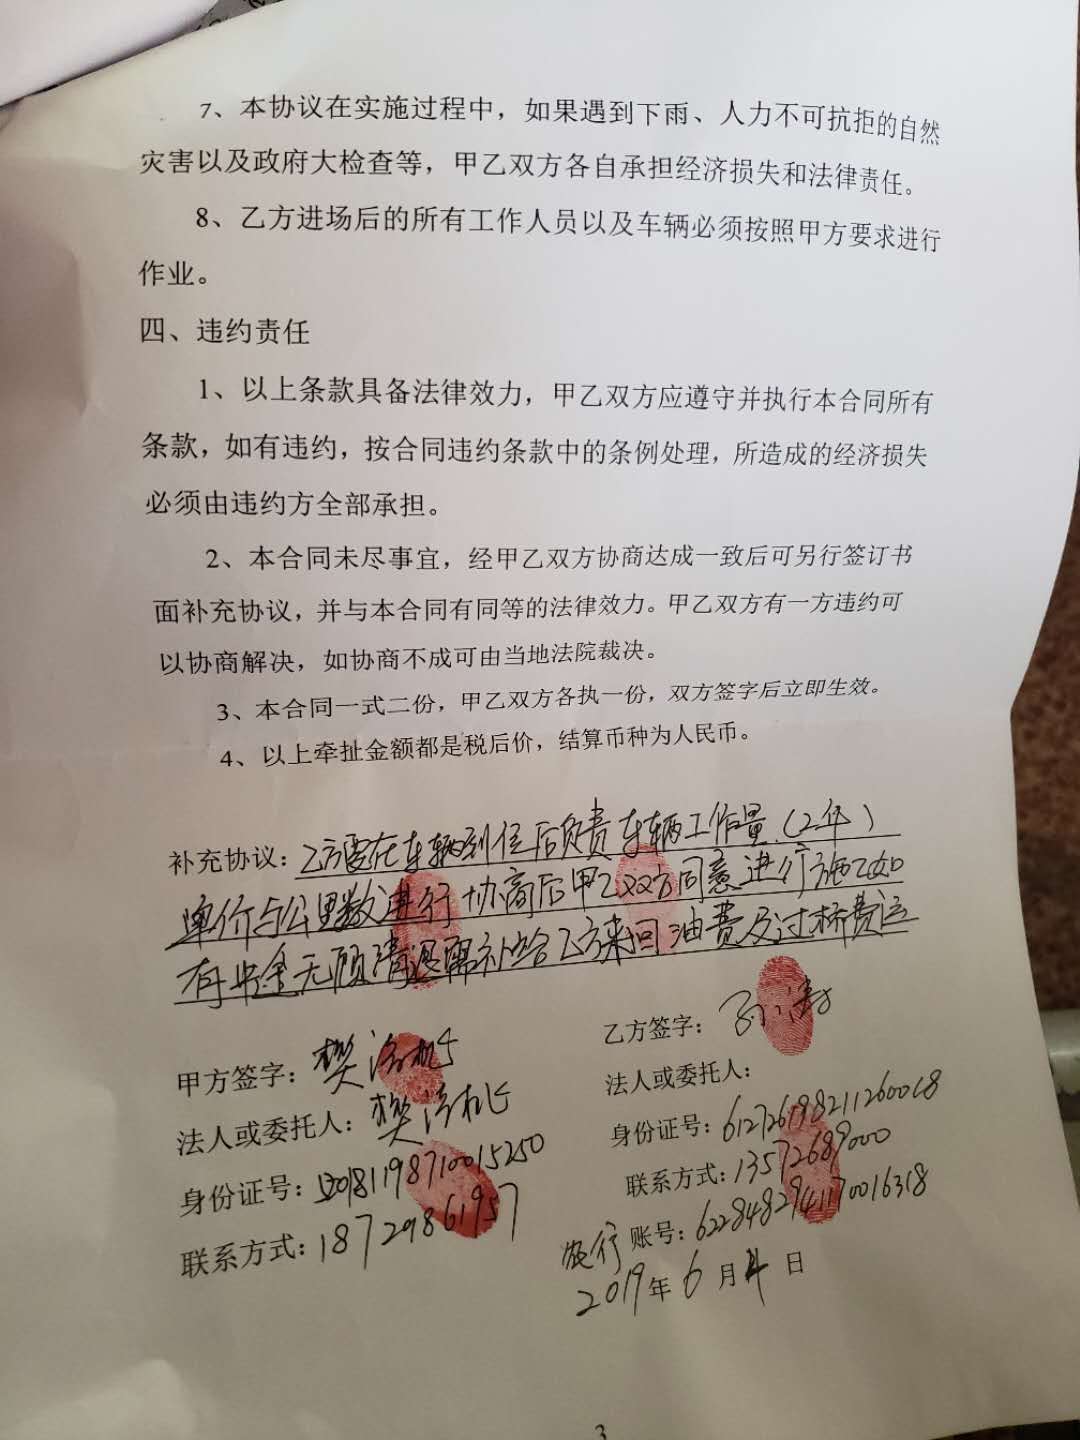 7、本协议在实施过程中，如果遇到下雨、人力不可抗拒的自然
灾害以及政府大检查等，甲乙双方各自承担经济损失和法律责任。
8、乙方进场后的所有工作人员以及车辆必须按照甲方要求进行
作业。
四、违约责任
1、以上条款具备法律效力，甲乙双方应遵守并执行本合同所有
条款，如有违约，按合同违约条款中的条例处理，所造成的经济损失
必须由违约方全部承担。
2、本合同未尽事宜，经甲乙双方协商达成一致后可另行签订书
面补充协议，并与本合同有同等的法律效力。甲乙双方有一方违约可
以协商解决，如协商不成可由当地法院裁决。
3、本合同一式二份，甲乙双方各执一份，双方签字后立即生效。
4、以上牵扯金额都是税后价，结算币种为人民币。
补充协议：乙方要在车辆到位后负责车辆工作量（2年）
单价与公里数进行协商后甲乙双方同意进行施工如
有 无 清退需补给乙方来回油费及过桥费运
甲方签字：樊
乙方签字：
法人或委托人：樊
法人或委托人：
身份证号：
身份证号：612726198211260018
联系方式：18729861957
联系方式：13572689000
农行 账号：6228482941170016318
2019年6月 日
3